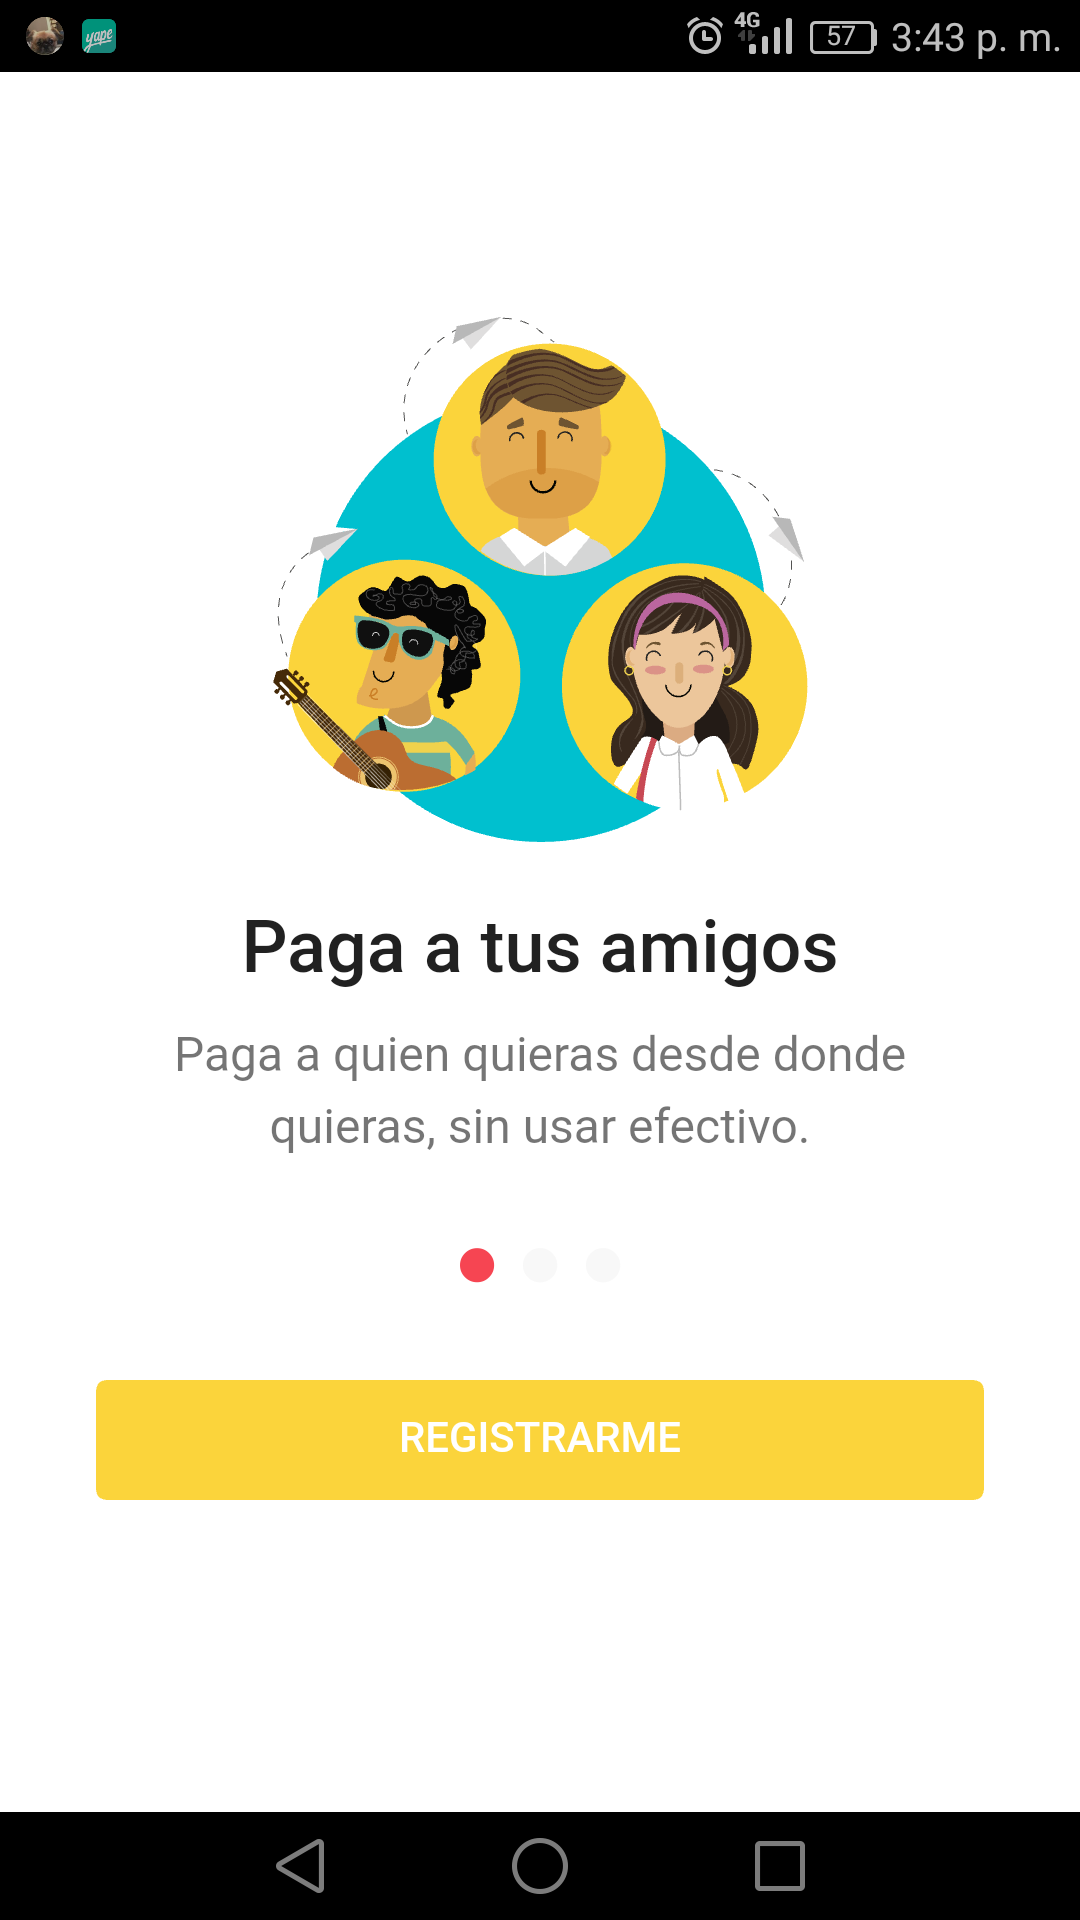 yape 4G 57 3:43 p. m.
Paga a tus amigos
Paga a quien quieras desde donde
quieras, sin usar efectivo.
REGISTRARME